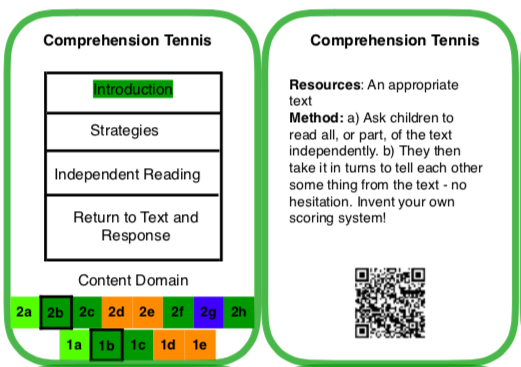 Comprehension Tennis
Introduction
Strategies
Independent Reading
Return to Text and
Response
Content Domain
2a 2b 2c 2d 2e 2f 2g 2h
1a 1b 1c 1d 1e
Comprehension Tennis
Resources: An appropriate
text
Method: a) Ask children to
read all, or part, of the text
independently. b) They then
take it in turns to tell each other
some thing from the text - no
hesitation. Invent your own
scoring system!